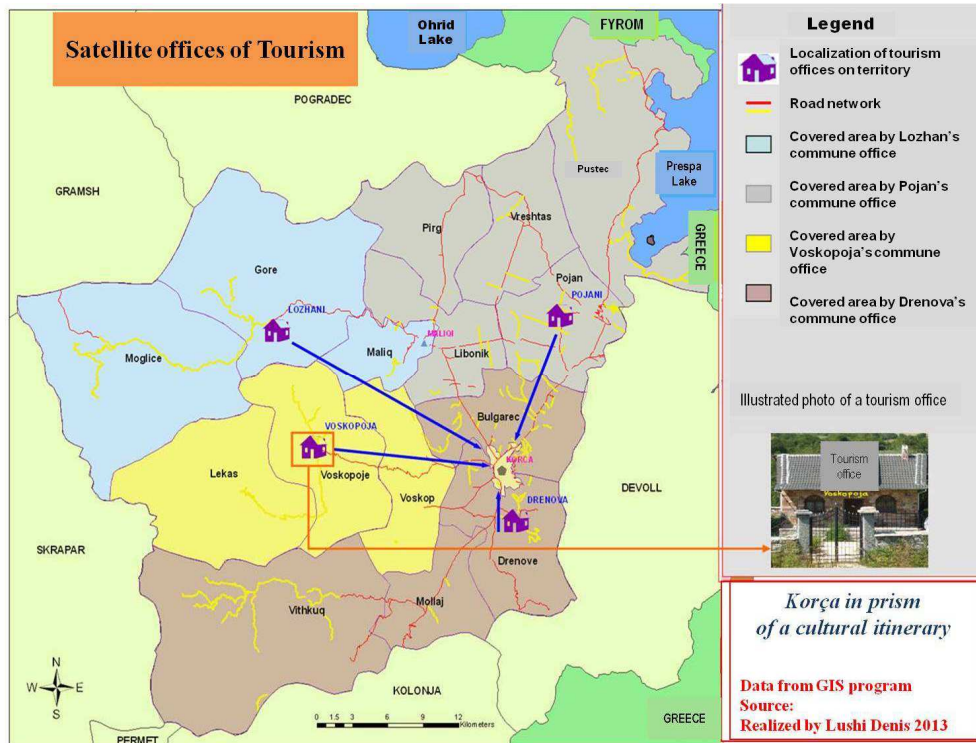 Satellite offices of Tourism
Ohrid
Lake
FYROM
POGRADEC
GRAMSH
Pustec
Prespa
Lake
GREECE
Pirg
Vreshtas
Gore
Pojan
POJANI
LOZHANI
MALIQI
Moglice
Maliq
Libonik
Bulgarec
VOSKOPOJA
KORCA
Lekas
Voskopoje
Voskop
DEVOLL
DRENOVA
SKRAPAR
Drenove
Vithkuq
Mollaj
N
W
E
S
KOLONJA
0 1.5 3 6 9 12
Kilometers
GREECE
PERMET
Legend
Localization of tourism
offices on territory
Road network
Covered area by Lozhan's
commune office
Covered area by Pojan's
commune office
Covered area by
Voskopoja's commune
office
Covered area by Drenova's
commune office
Illustrated photo of a tourism office
Tourism
office
Voskopoja
Korça in prism
of a cultural itinerary
Data from GIS program
Source:
Realized by Lushi Denis 2013